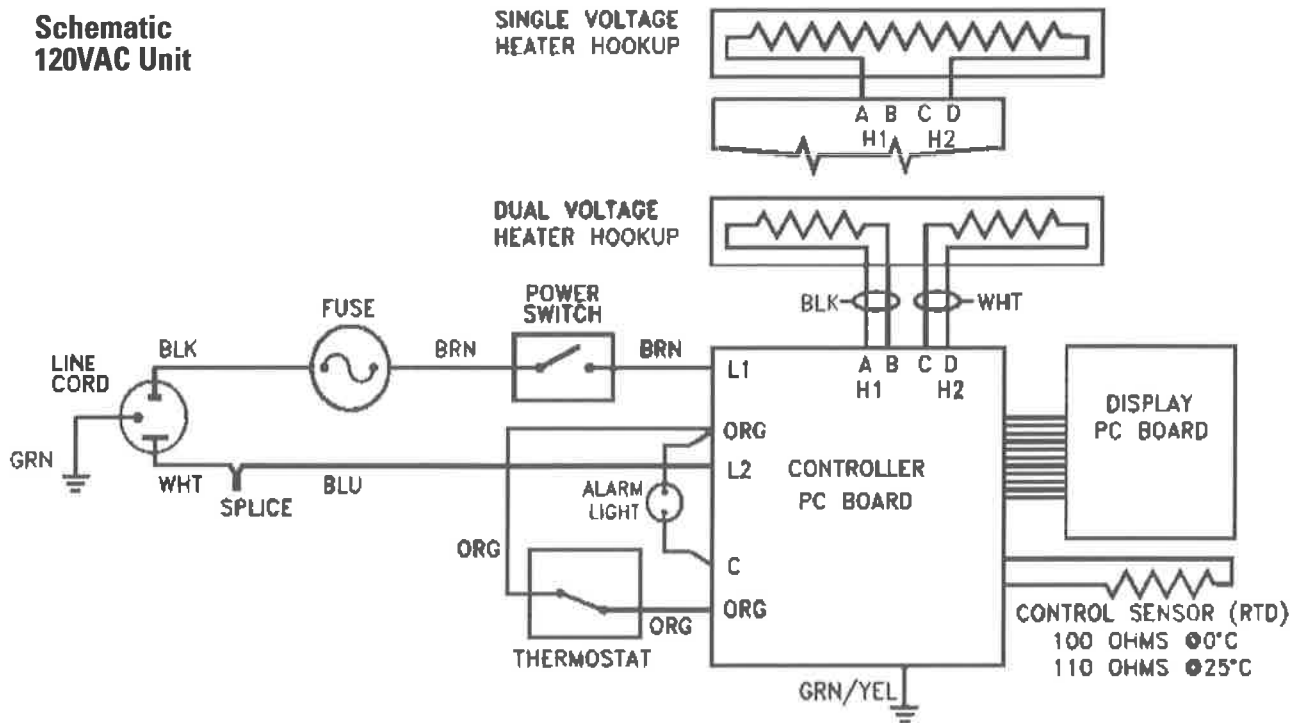 Schematic
120VAC Unit
SINGLE VOLTAGE
HEATER HOOKUP
A B C D
H1 H2
DUAL VOLTAGE
HEATER HOOKUP
BLK
WHT
FUSE
POWER
SWITCH
LINE
CORD
BLK
BRN
BRN
L1
A B C D
H1 H2
GRN
WHT
SPLICE
BLU
ORG
L2
ALARM
LIGHT
CONTROLLER
PC BOARD
DISPLAY
PC BOARD
ORG
C
ORG
ORG
THERMOSTAT
CONTROL SENSOR (RTD)
100 OHMS @0°C
110 OHMS @25°C
GRN/YEL